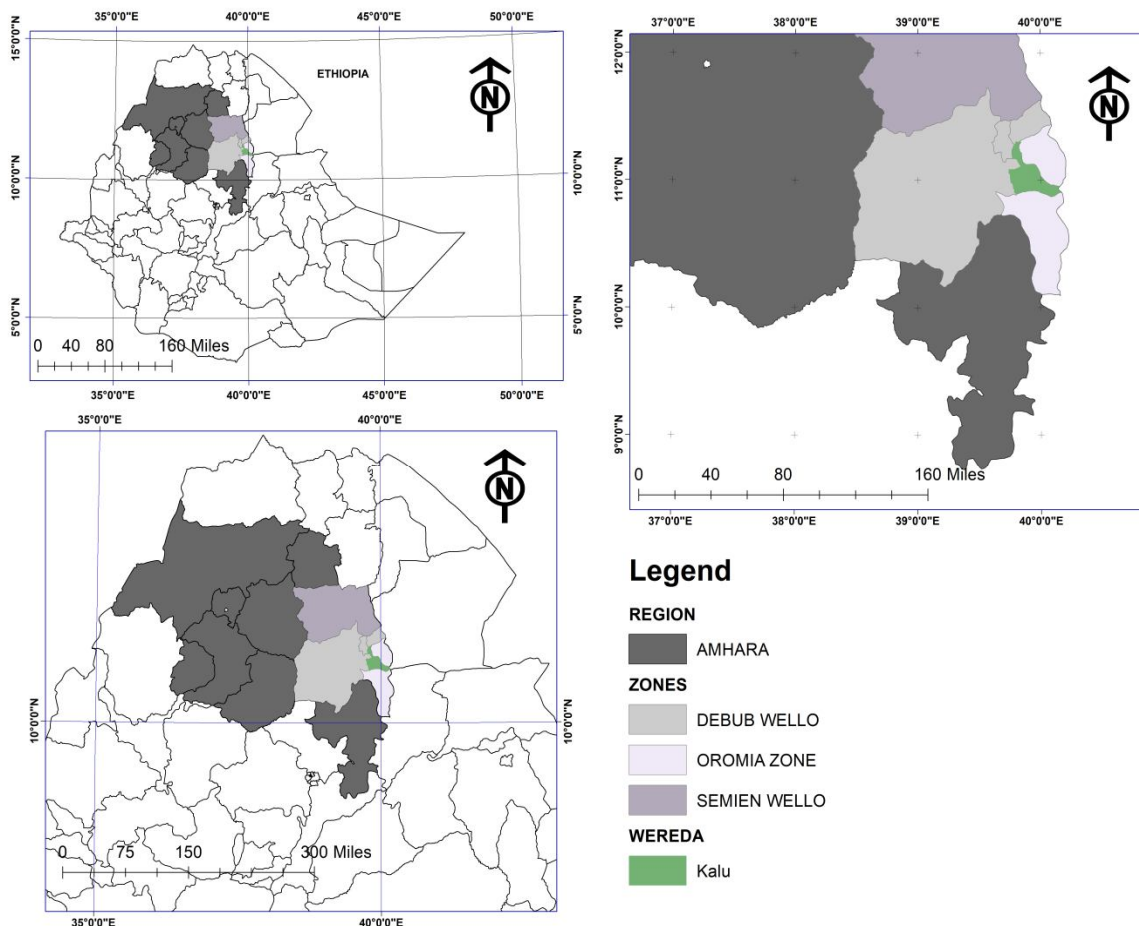 35°0'0"E 40°0'0"E 45°0'0"E 50°0'0"E
15°0'0"N
ETHIOPIA
N
10°0'0"N
10°0'0"N
5°0'0"N
5°0'0"N
0 40 80 160 Miles
35°0'0"E 40°0'0"E 45°0'0"E 50°0'0"E
37°0'0"E 38°0'0"E 39°0'0"E 40°0'0"E
12°0'0"N
N
11°0'0"N
10°0'0"N
9°0'0"N
0 40 80 160 Miles
37°0'0"E 38°0'0"E 39°0'0"E 40°0'0"E
35°0'0"E 40°0'0"E
N
10°0'0"N
10°0'0"N
0 75 150 300 Miles
35°0'0"E 40°0'0"E
Legend
REGION
AMHARA
ZONES
DEBUB WELLO
OROMIA ZONE
SEMIEN WELLO
WEREDA
Kalu